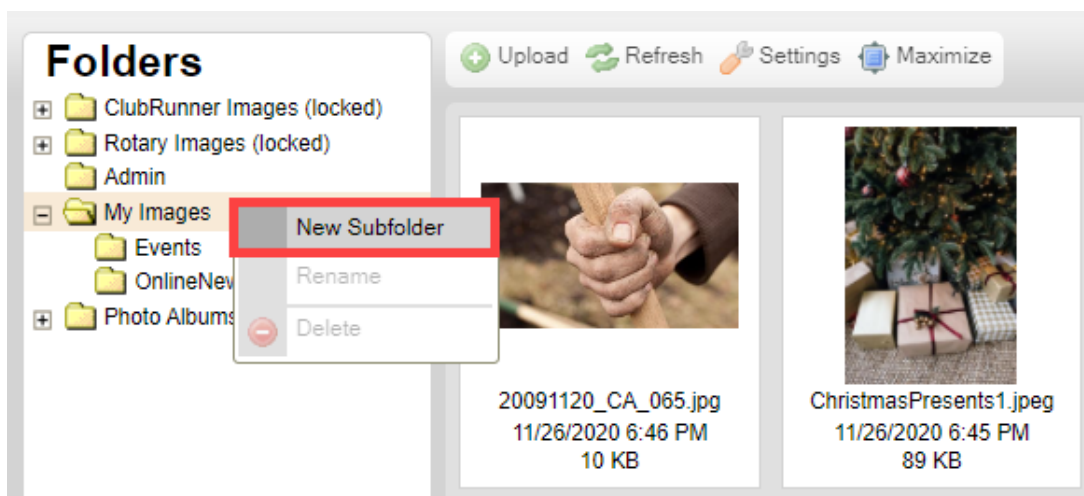 Folders
ClubRunner Images (locked)
Rotary Images (locked)
Admin
My Images
Events
OnlineNew
Photo Albums
New Subfolder
Rename
Delete
Upload Refresh Settings Maximize
20091120_CA_065.jpg
11/26/2020 6:46 PM
10 KB
ChristmasPresents1.jpeg
11/26/2020 6:45 PM
89 KB